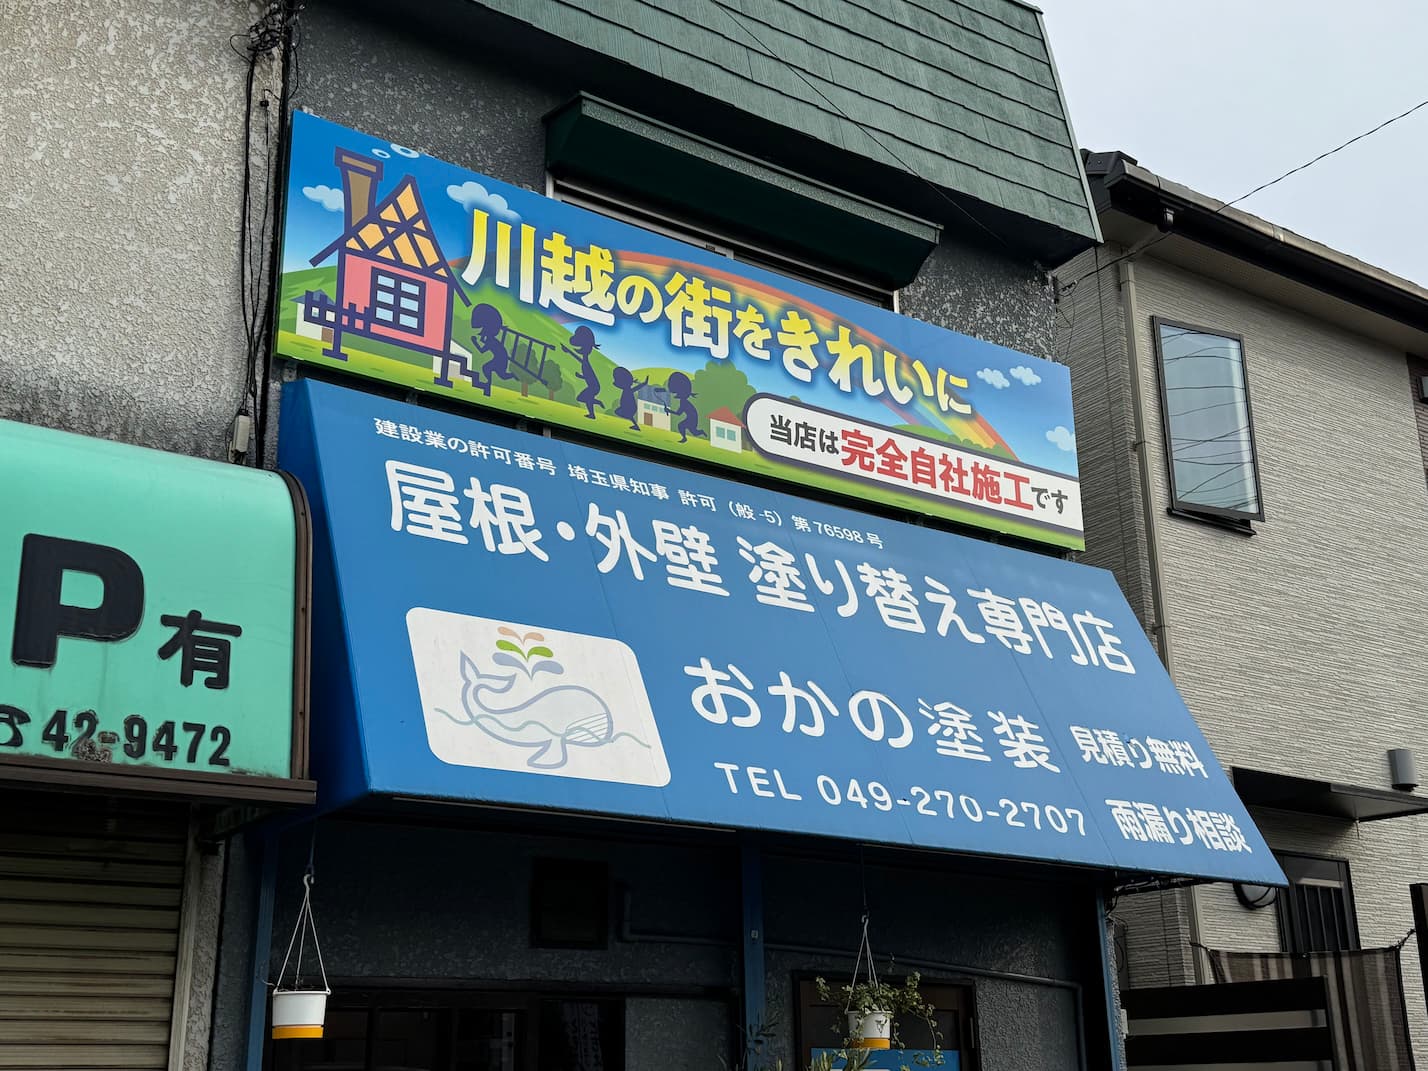 川越の街をきれいに
当店は完全自社施工です
建設業の許可番号 埼玉県知事 許可（般-5）第76598号
屋根・外壁 塗り替え専門店
おかの塗装 見積り無料
TEL 049-270-2707 雨漏り相談
P有
42-9472